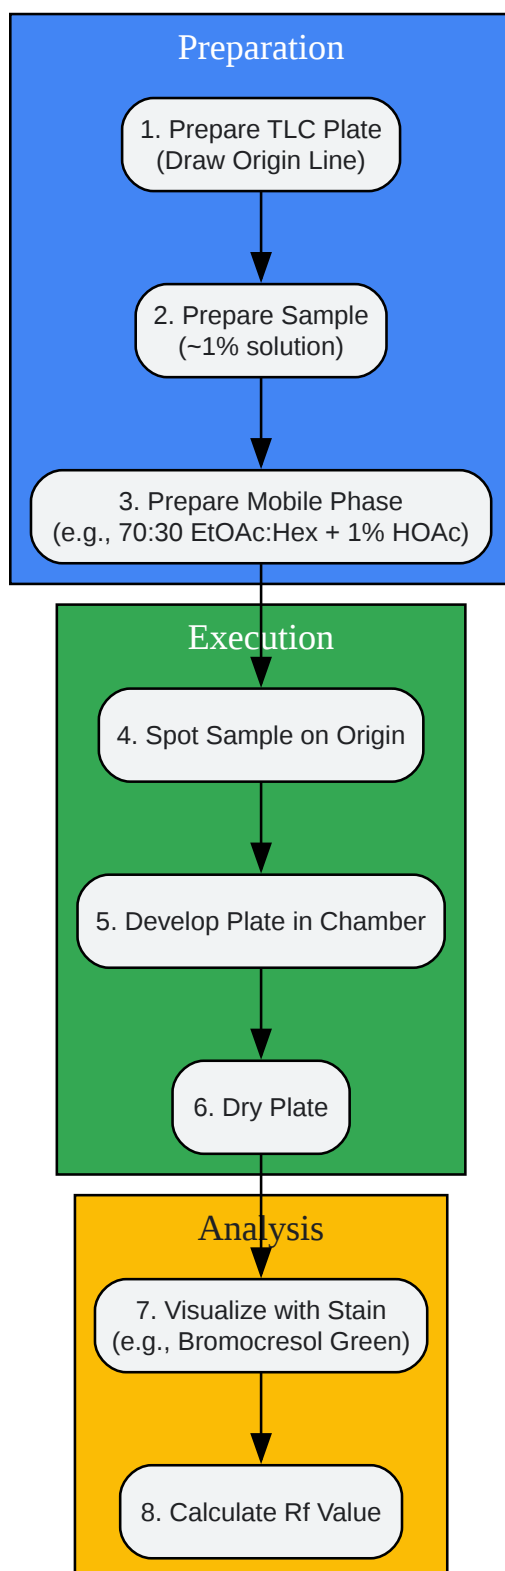 Preparation
1. Prepare TLC Plate
(Draw Origin Line)
2. Prepare Sample
(~1% solution)
3. Prepare Mobile Phase
(e.g., 70:30 EtOAc:Hex + 1% HOAc)
Execution
4. Spot Sample on Origin
5. Develop Plate in Chamber
6. Dry Plate
Analysis
7. Visualize with Stain
(e.g., Bromocresol Green)
8. Calculate Rf Value